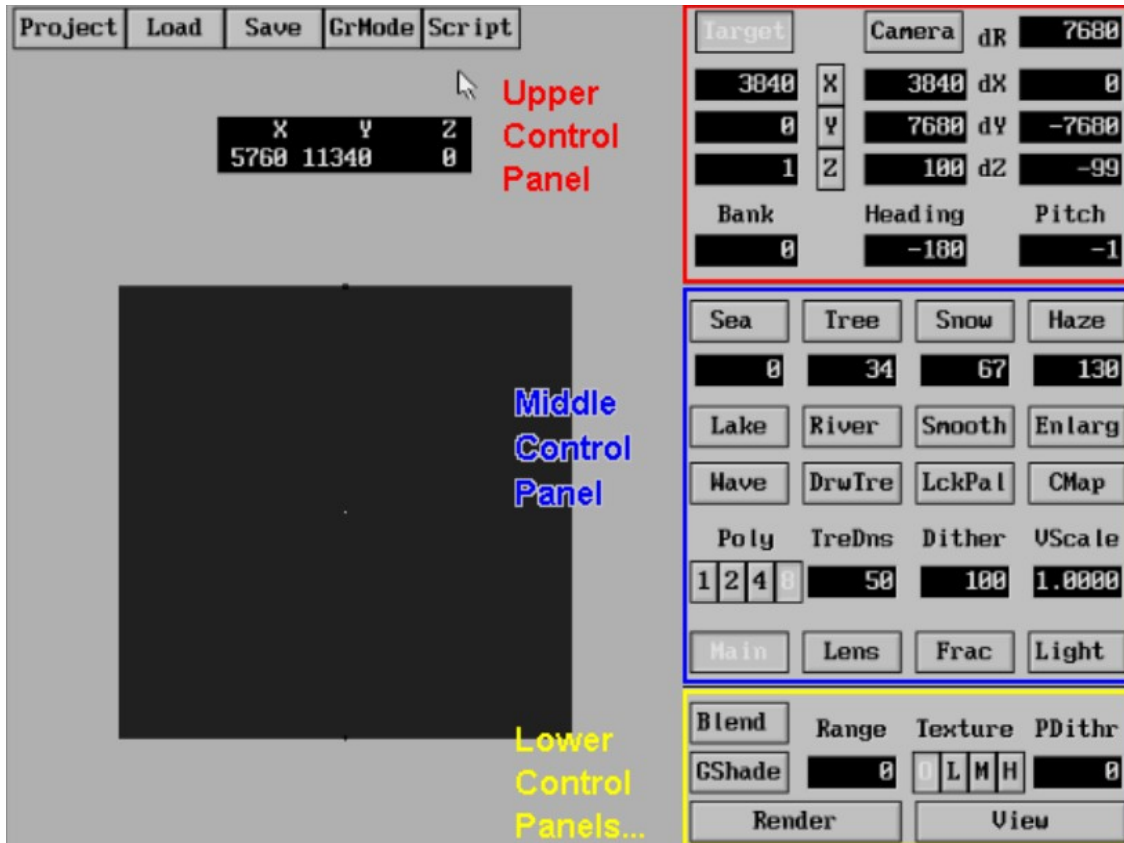 Project Load Save GrMode Script
X Y Z
5760 11340 0
Upper
Control
Panel
Target Camera dR 7680
3840 X 3840 dX 0
0 Y 7680 dY -7680
1 Z 100 dZ -99
Bank Heading Pitch
0 -180 -1
Sea Tree Snow Haze
0 34 67 130
Middle
Control
Panel
Lake River Smooth Enlarg
Wave DrwTre LckPal CMap
Poly TreDns Dither VScale
1 2 4 8 50 100 1.0000
Main Lens Frac Light
Lower
Control
Panels...
Blend Range Texture PDithr
GShade 0 O L M H 0
Render View